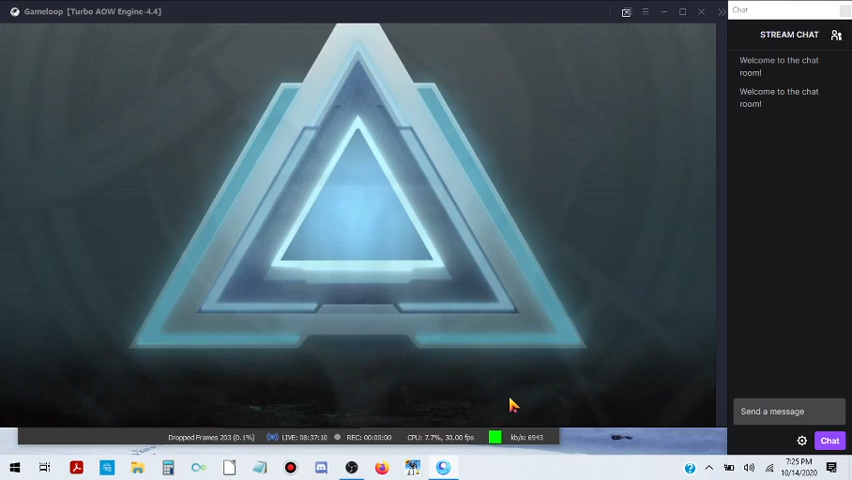 Gameloop [Turbo AOW Engine-4.4]
Chat
STREAM CHAT
Welcome to the chat
room!
Welcome to the chat
room!
Send a message
Chat
Dropped Frames 203 (0.1%) LIVE: 08:37:10 REC: 00:00:00 CPU: 7.7%, 30.00 fps kb/s: 6943
7:25 PM
10/14/2020